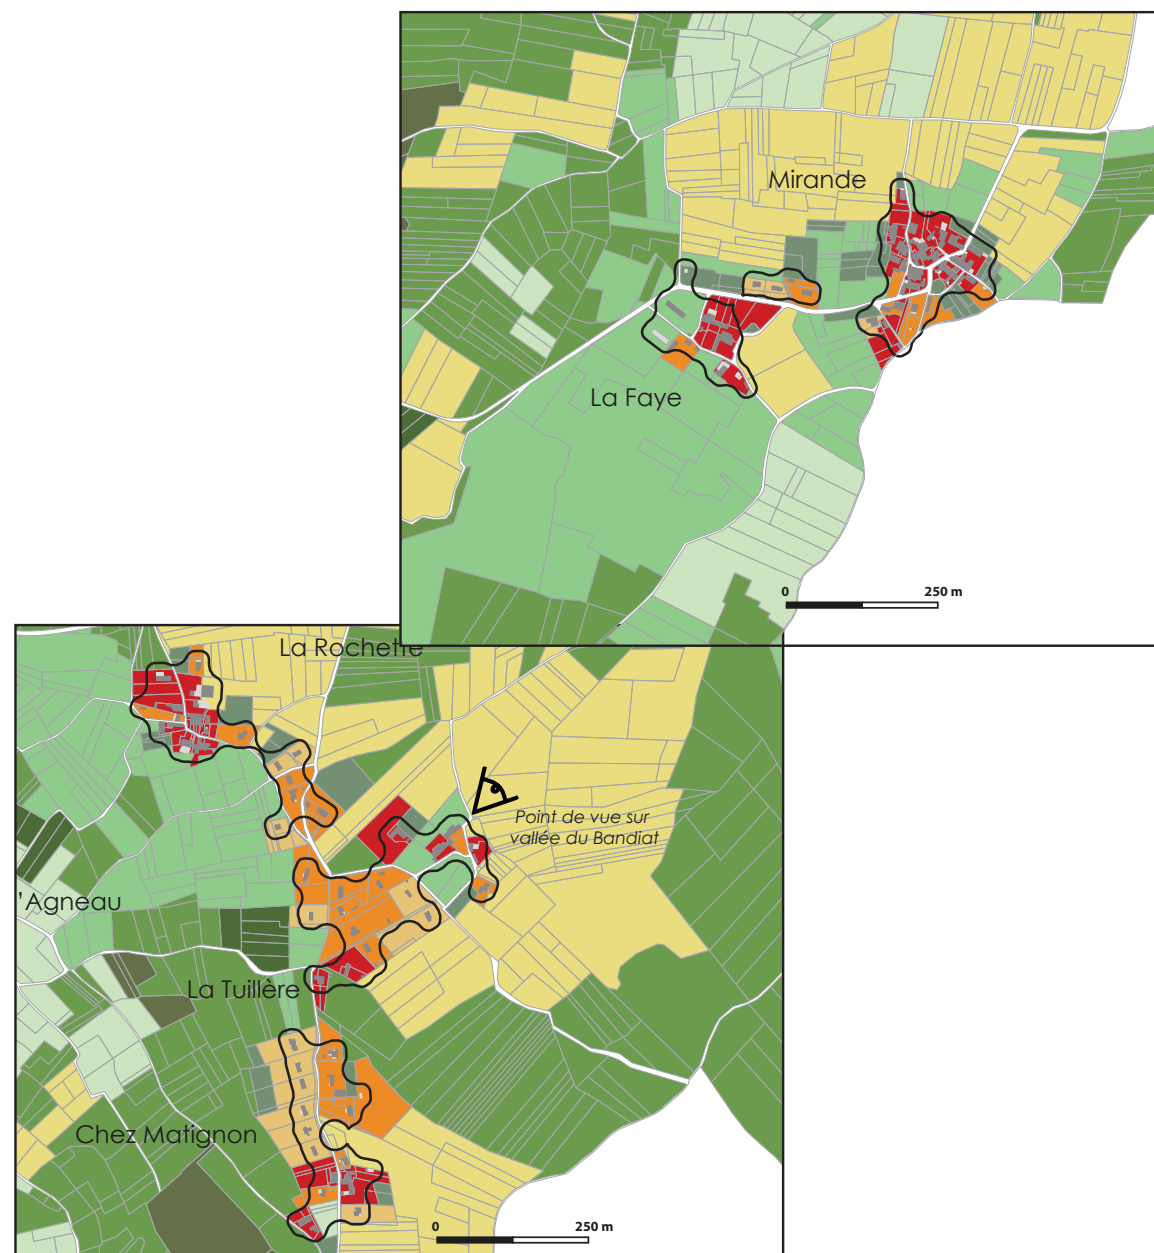 Mirande
La Faye
0 250 m
La Rochette
Point de vue sur
vallée du Bandiat
'Agneau
La Tuillère
Chez Matignon
0 250 m